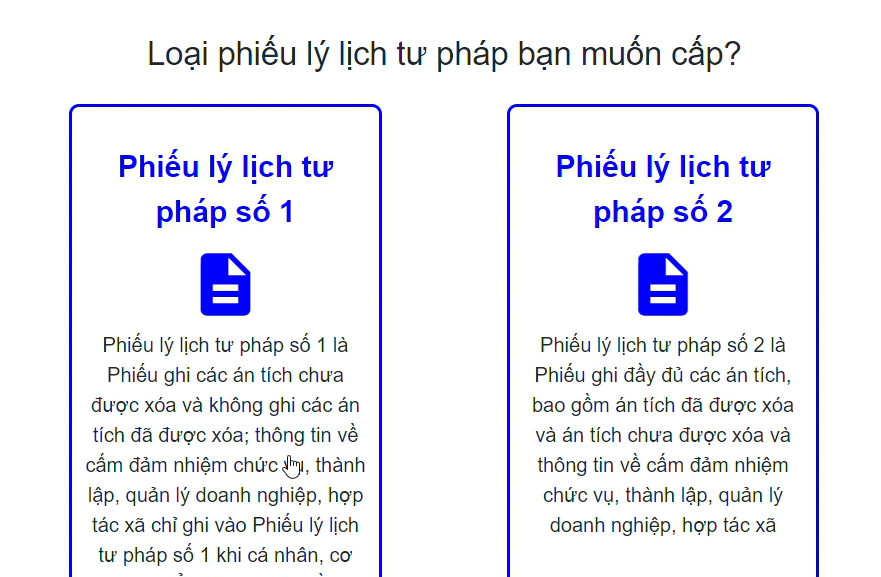 Loại phiếu lý lịch tư pháp bạn muốn cấp?
Phiếu lý lịch tư
pháp số 1
Phiếu lý lịch tư pháp số 1 là
Phiếu ghi các án tích chưa
được xóa và không ghi các án
tích đã được xóa; thông tin về
cấm đảm nhiệm chức , thành
lập, quản lý doanh nghiệp, hợp
tác xã chỉ ghi vào Phiếu lý lịch
tư pháp số 1 khi cá nhân, cơ
Phiếu lý lịch tư
pháp số 2
Phiếu lý lịch tư pháp số 2 là
Phiếu ghi đầy đủ các án tích,
bao gồm án tích đã được xóa
và án tích chưa được xóa và
thông tin về cấm đảm nhiệm
chức vụ, thành lập, quản lý
doanh nghiệp, hợp tác xã